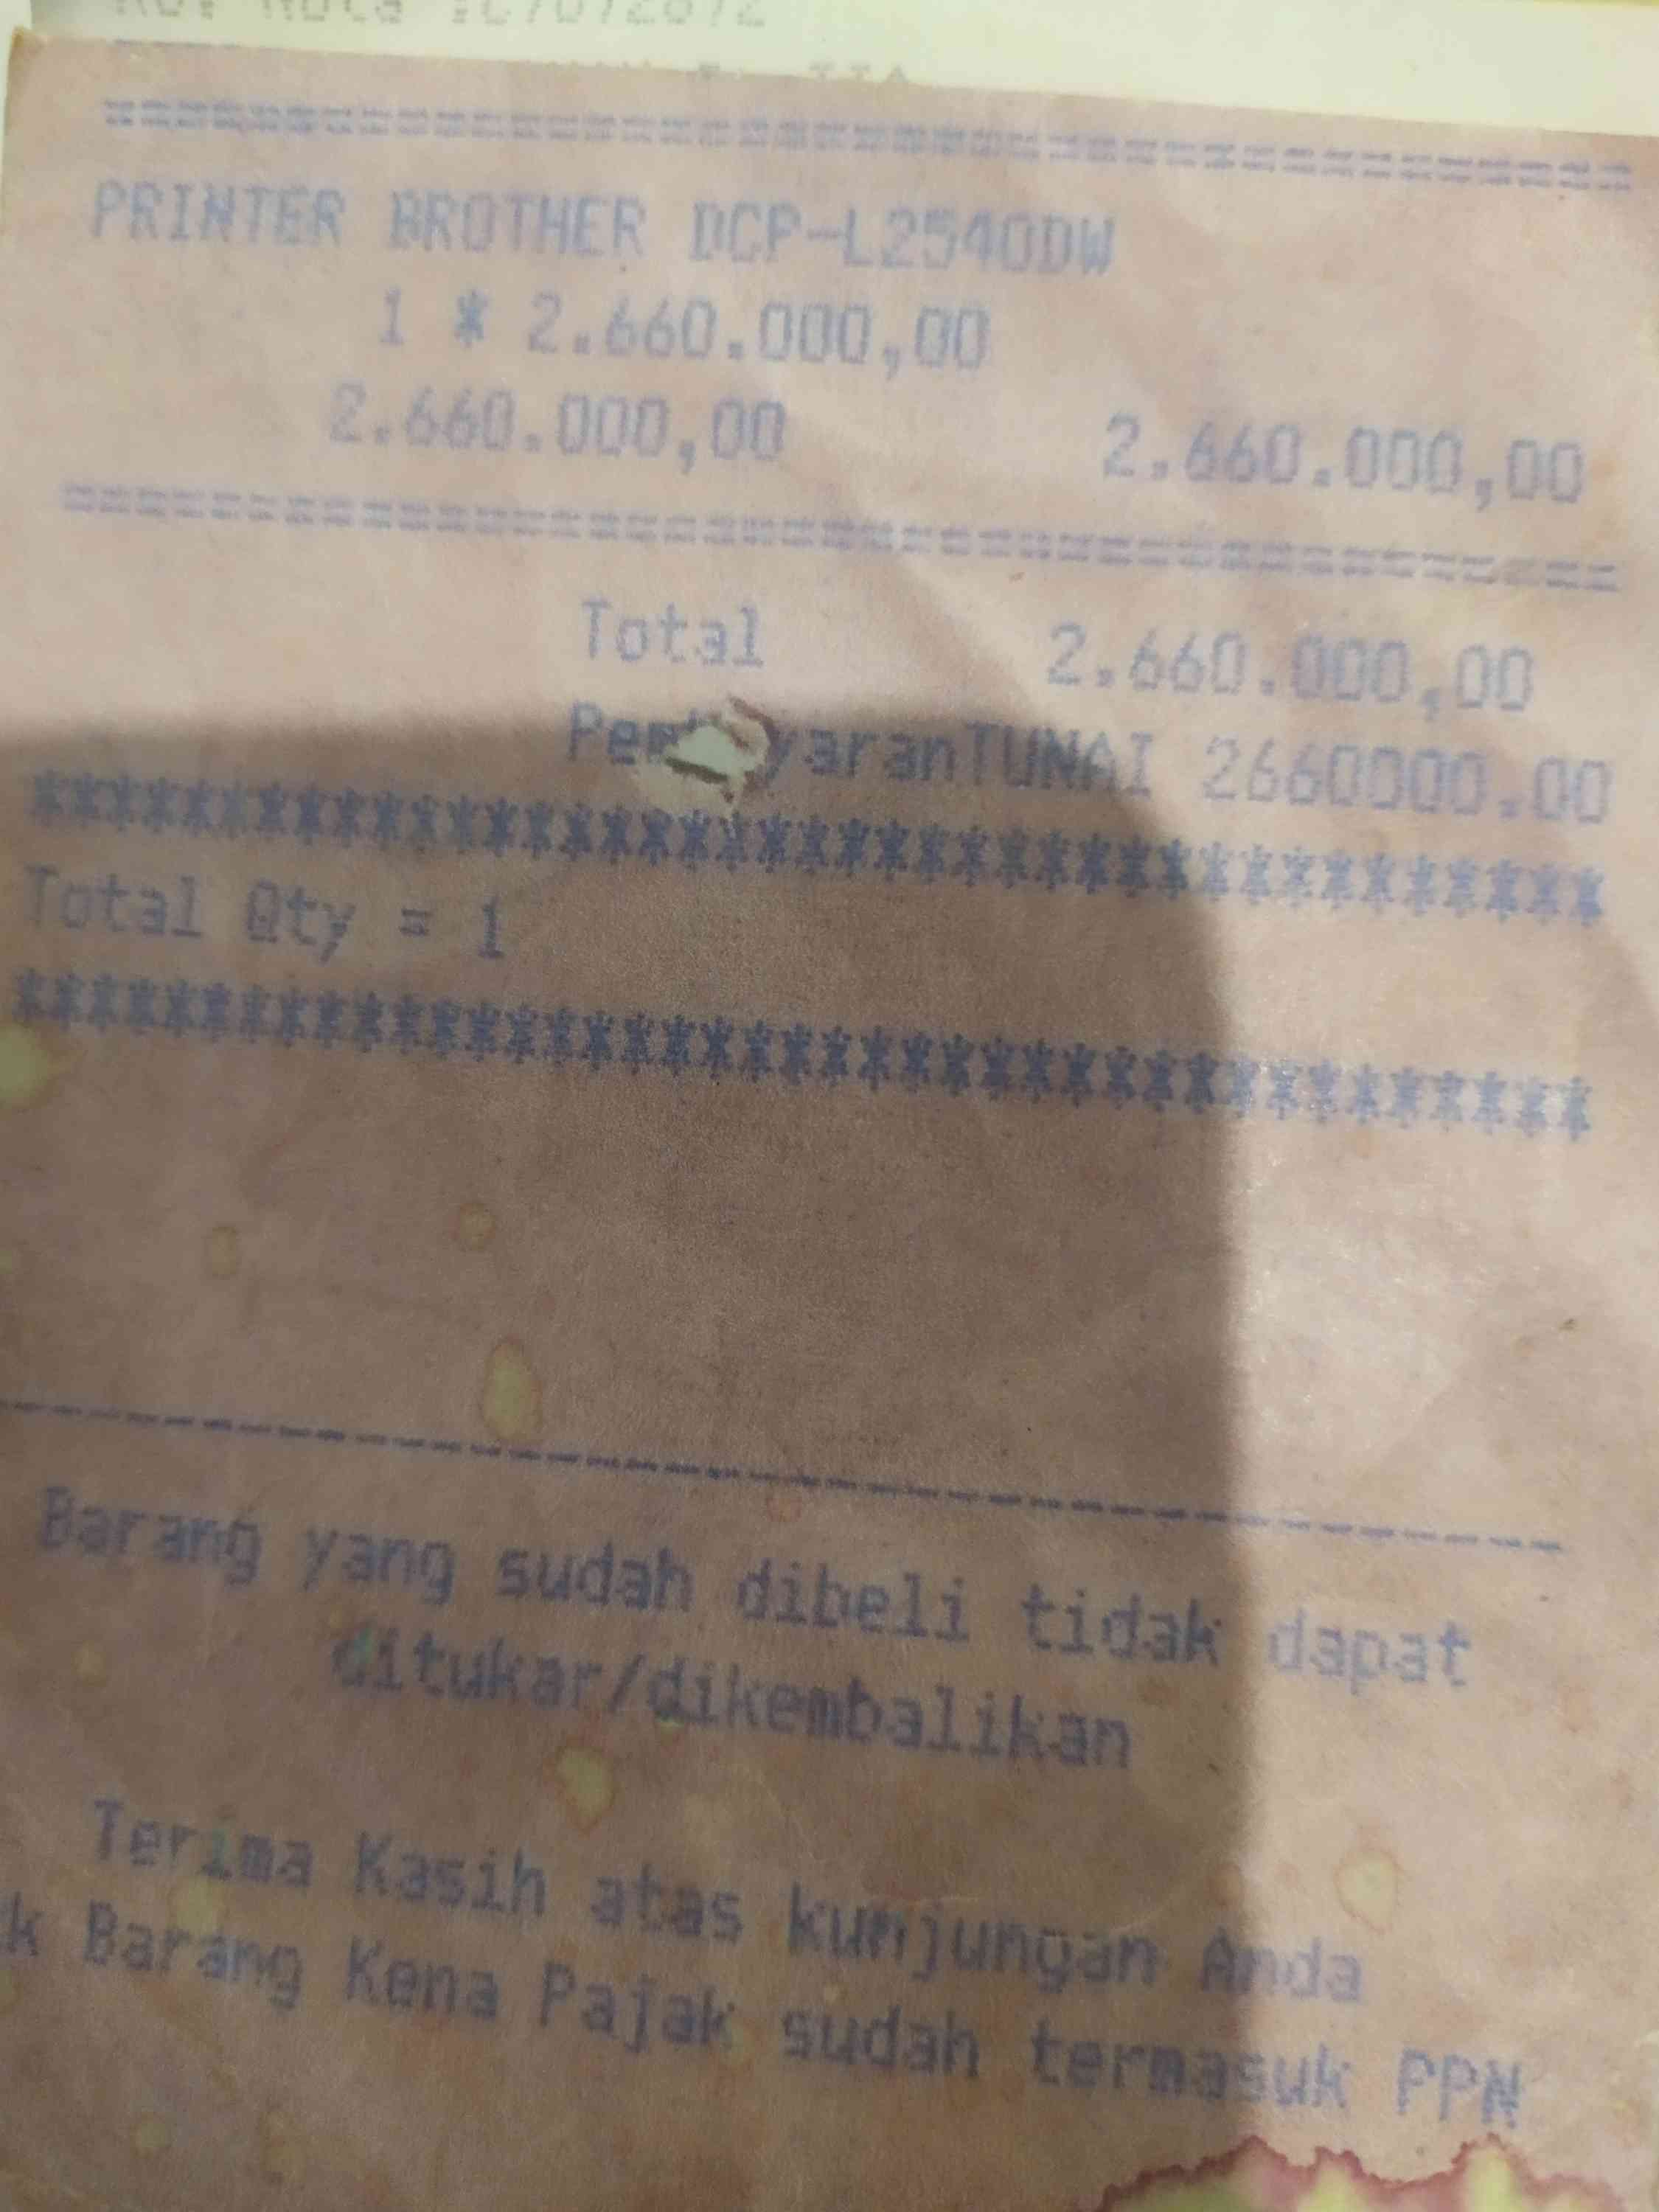 PRINTER BROTHER DCP-L2540DW
1 * 2.660.000,00
2.660.000,00 2.660.000,00
Total 2.660.000,00
TUNAI 2660000.00
********************************
Total Qty = 1
********************************
Barang yang sudah dibeli tidak dapat
ditukar/dikembalikan
Terima Kasih atas kunjungan Anda
k Barang Kena Pajak sudah termasuk PPN